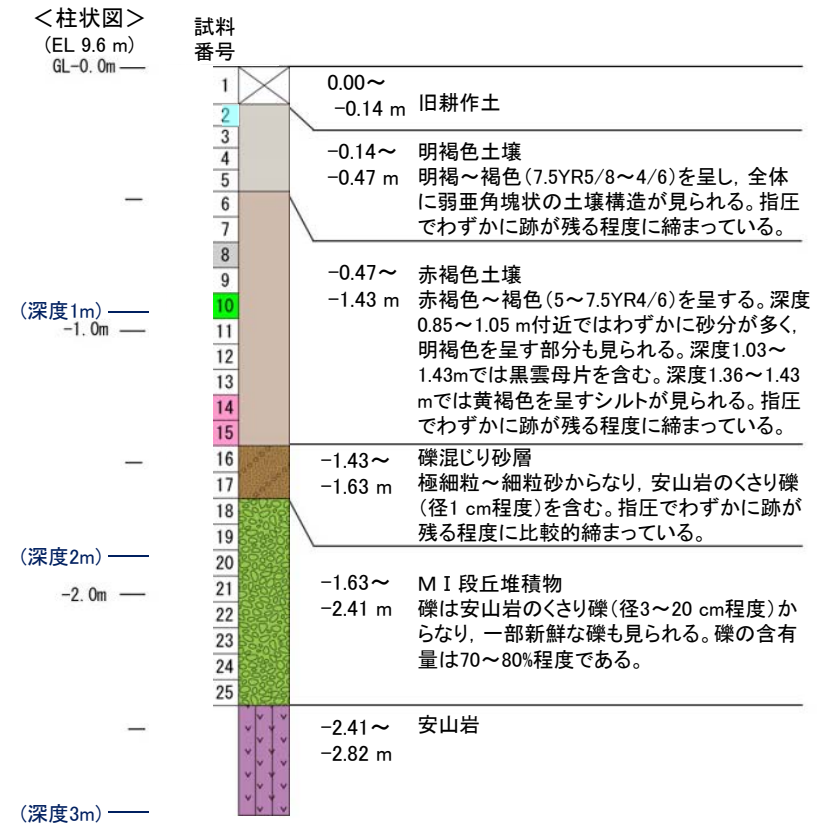 ＜柱状図＞
(EL 9.6 m)
試料
番号
GL-0.0m
1
2
3
4
5
6
7
8
9
10
11
12
13
14
15
16
17
18
19
20
21
22
23
24
25
(深度1m)
-1.0m
(深度2m)
-2.0m
(深度3m)
0.00～
-0.14 m 旧耕作土
-0.14～ 明褐色土壌
-0.47 m 明褐～褐色(7.5YR5/8～4/6)を呈し，全体
に弱亜角塊状の土壌構造が見られる。指圧
でわずかに跡が残る程度に締まっている。
-0.47～ 赤褐色土壌
-1.43 m 赤褐色～褐色(5～7.5YR4/6)を呈する。深度
0.85～1.05 m付近ではわずかに砂分が多く，
明褐色を呈す部分も見られる。深度1.03～
1.43mでは黒雲母片を含む。深度1.36～1.43
mでは黄褐色を呈すシルトが見られる。指圧
でわずかに跡が残る程度に締まっている。
-1.43～ 礫混じり砂層
-1.63 m 極細粒～細粒砂からなり，安山岩のくさり礫
(径1 cm程度)を含む。指圧でわずかに跡が
残る程度に比較的締まっている。
-1.63～ ＭⅠ段丘堆積物
-2.41 m 礫は安山岩のくさり礫(径3～20 cm程度)か
らなり，一部新鮮な礫も見られる。礫の含有
量は70～80%程度である。
-2.41～ 安山岩
-2.82 m